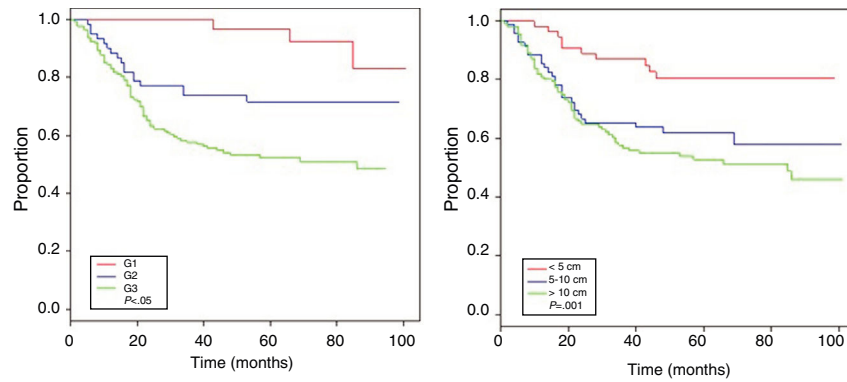 Proportion
1.0
0.8
0.6
0.4
0.2
0.0
G1
G2
G3
P<.05
0 20 40 60 80 100
Time (months)
Proportion
1.0
0.8
0.6
0.4
0.2
0.0
< 5 cm
5-10 cm
> 10 cm
P=.001
0 20 40 60 80 100
Time (months)